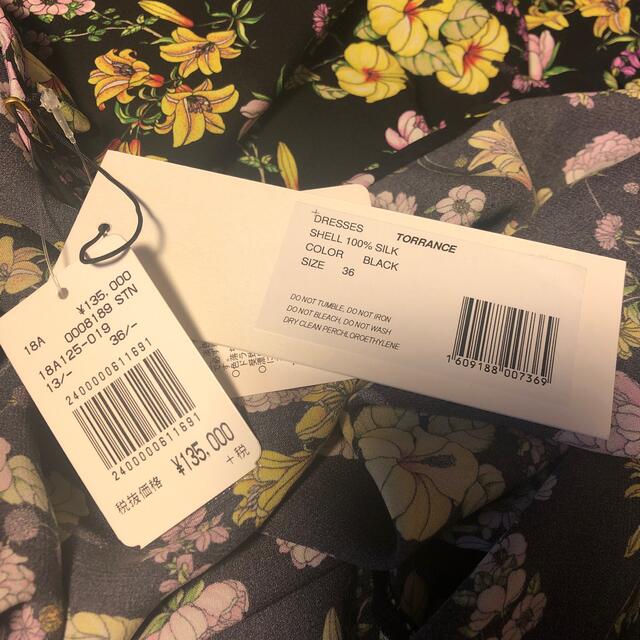 DRESSES TORRANCE
SHELL 100% SILK
COLOR BLACK
SIZE 36
DO NOT TUMBLE, DO NOT IRON
DO NOT BLEACH, DO NOT WASH
DRY CLEAN PERCHLOROETHYLENE
1609188 007369
¥135,000
18A 0008189 STN
18A125-019
13/- 36/-
2400000611691
2400000611691
税抜価格 ¥135,000
+税